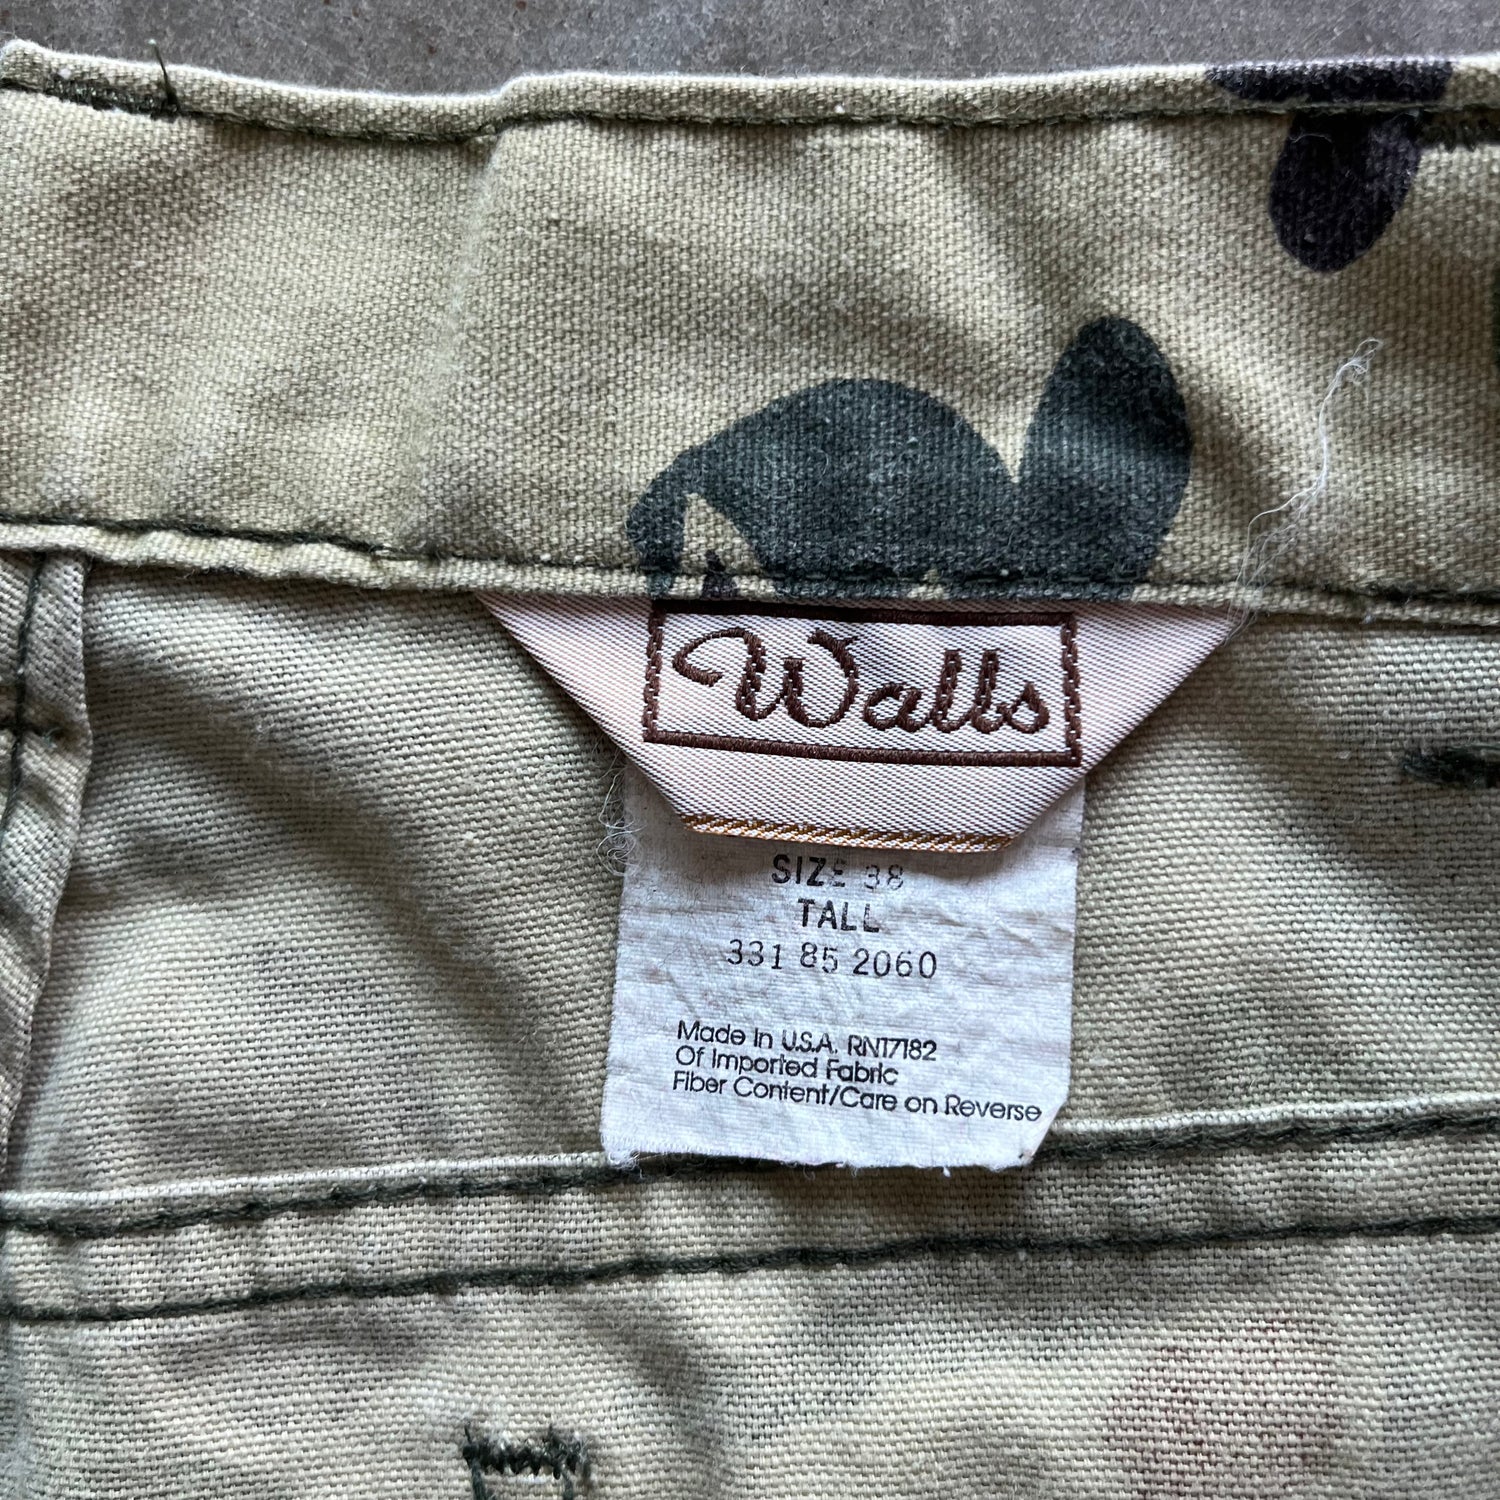 Walls
SIZE 38
TALL
331 85 2060
Made In U.S.A. RN17182
Of Imported Fabric
Fiber Content/Care on Reverse